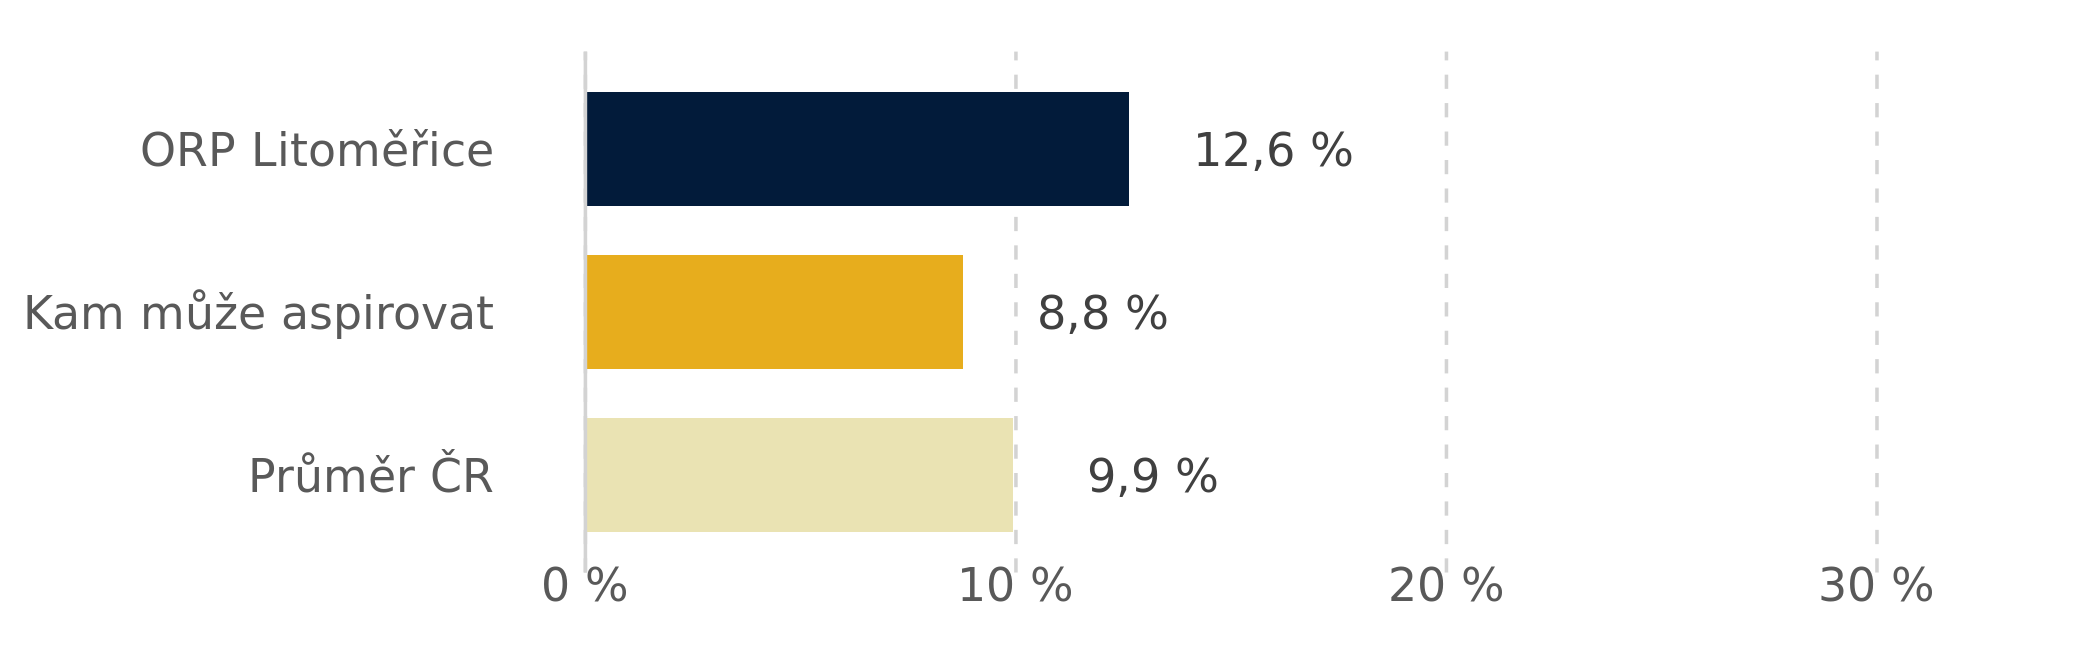 ORP Litoměřice 12,6 %
Kam může aspirovat 8,8 %
Průměr ČR 9,9 %
0 % 10 % 20 % 30 %